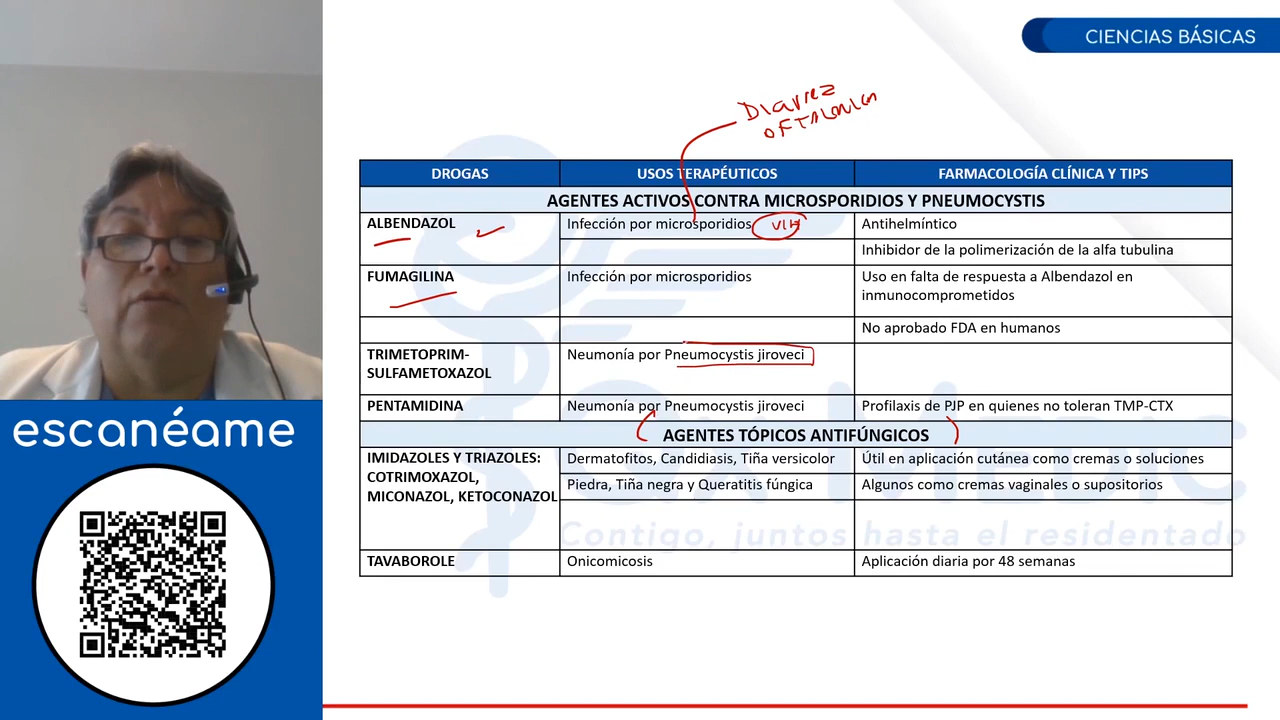 CIENCIAS BÁSICAS
DIARREZ
OFTALMICA
DROGAS
USOS TERAPÉUTICOS
FARMACOLOGÍA CLÍNICA Y TIPS
AGENTES ACTIVOS CONTRA MICROSPORIDIOS Y PNEUMOCYSTIS
ALBENDAZOL
Infección por microsporidios VIH
Antihelmíntico
Inhibidor de la polimerización de la alfa tubulina
FUMAGILINA
Infección por microsporidios
Uso en falta de respuesta a Albendazol en
inmunocomprometidos
No aprobado FDA en humanos
TRIMETOPRIM-
SULFAMETOXAZOL
Neumonía por Pneumocystis jiroveci
PENTAMIDINA
Neumonía por Pneumocystis jiroveci
Profilaxis de PJP en quienes no toleran TMP-CTX
AGENTES TÓPICOS ANTIFÚNGICOS
IMIDAZOLES Y TRIAZOLES:
COTRIMOXAZOL,
MICONAZOL, KETOCONAZOL
Dermatofitos, Candidiasis, Tiña versicolor
Útil en aplicación cutánea como cremas o soluciones
Piedra, Tiña negra y Queratitis fúngica
Algunos como cremas vaginales o supositorios
Contigo, juntos hasta el residentado
TAVABOROLE
Onicomicosis
Aplicación diaria por 48 semanas
escanéame